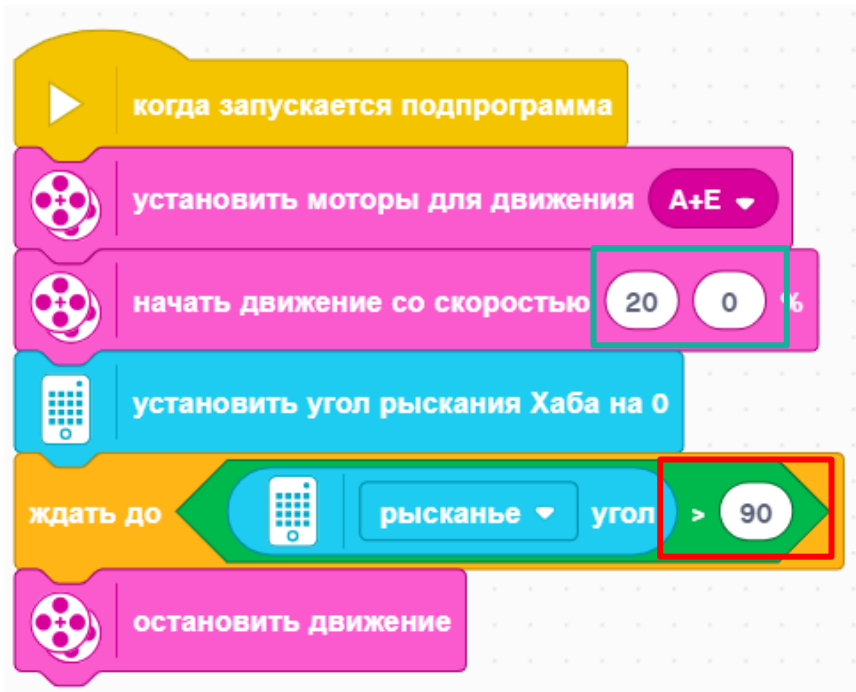 когда запускается подпрограмма
установить моторы для движения A+E
начать движение со скоростью 20 0 %
установить угол рыскания Хаба на 0
ждать до рысканье угол > 90
остановить движение